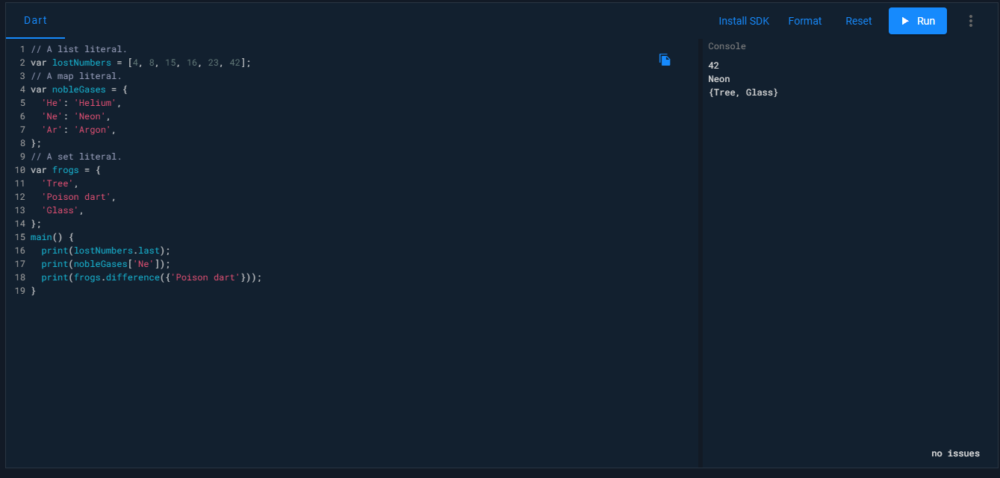 Dart
Install SDK Format Reset Run
1 // A list literal.
2 var lostNumbers = [4, 8, 15, 16, 23, 42];
3 // A map literal.
4 var nobleGases = {
5   'He': 'Helium',
6   'Ne': 'Neon',
7   'Ar': 'Argon',
8 };
9 // A set literal.
10 var frogs = {
11   'Tree',
12   'Poison dart',
13   'Glass',
14 };
15 main() {
16   print(lostNumbers.last);
17   print(nobleGases['Ne']);
18   print(frogs.difference({'Poison dart'}));
19 }
Console
42
Neon
{Tree, Glass}
no issues